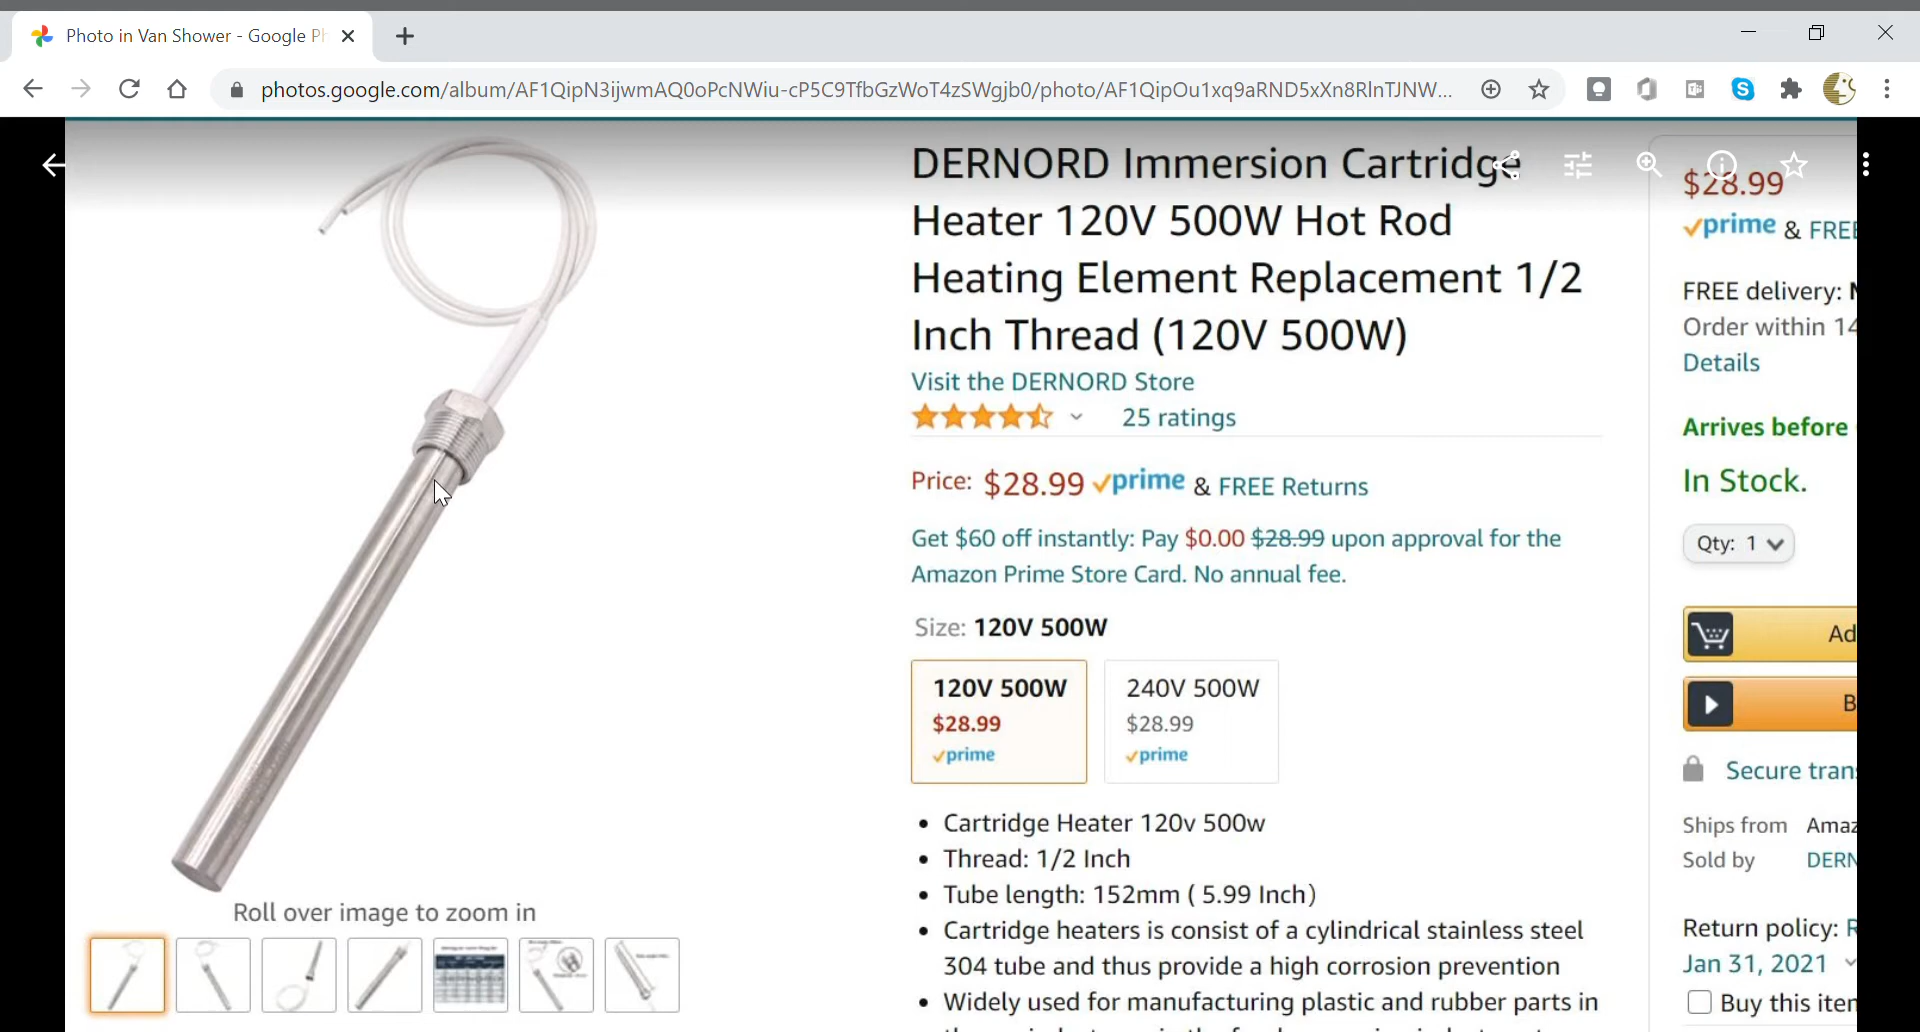 Photo in Van Shower - Google Ph
photos.google.com/album/AF1QipN3ijwmAQ0oPcNWiu-cP5C9TfbGzWoT4zSWgjb0/photo/AF1QipOu1xq9aRND5xXn8RlnTJNW...
DERNORD Immersion Cartridge
Heater 120V 500W Hot Rod
Heating Element Replacement 1/2
Inch Thread (120V 500W)
Visit the DERNORD Store
25 ratings
Price: $28.99 prime & FREE Returns
Get $60 off instantly: Pay $0.00 $28.99 upon approval for the
Amazon Prime Store Card. No annual fee.
Size: 120V 500W
120V 500W
$28.99
prime
240V 500W
$28.99
prime
• Cartridge Heater 120v 500w
• Thread: 1/2 Inch
• Tube length: 152mm ( 5.99 Inch)
• Cartridge heaters is consist of a cylindrical stainless steel
304 tube and thus provide a high corrosion prevention
• Widely used for manufacturing plastic and rubber parts in
Roll over image to zoom in
$28.99
prime & FREE
FREE delivery:
Order within 14
Details
Arrives before
In Stock.
Qty: 1
Ad
B
Secure trans
Ships from Amaz
Sold by DERN
Return policy: R
Jan 31, 2021
Buy this item